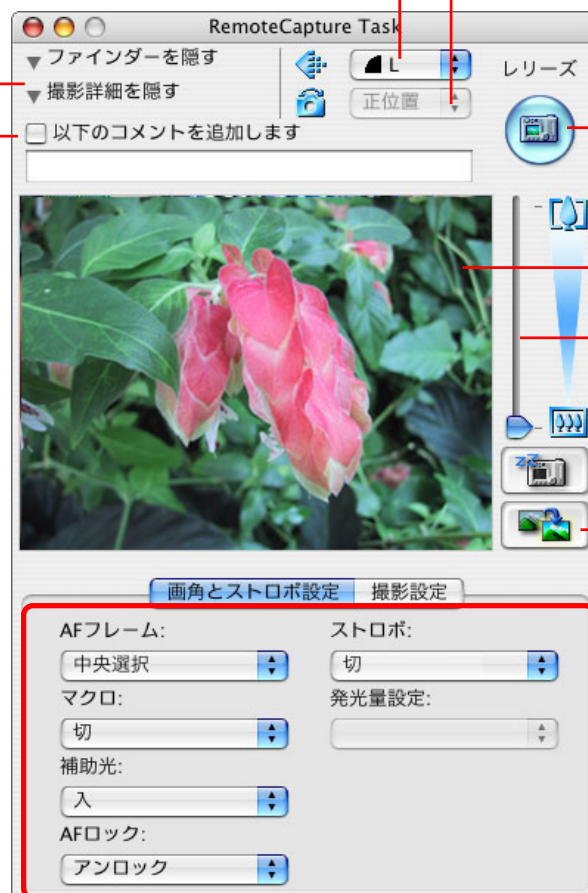 RemoteCapture Task
ファインダーを隠す
撮影詳細を隠す
L
正位置
レリーズ
以下のコメントを追加します
画角とストロボ設定
撮影設定
AFフレーム:
中央選択
マクロ:
切
補助光:
入
AFロック:
アンロック
ストロボ:
切
発光量設定: